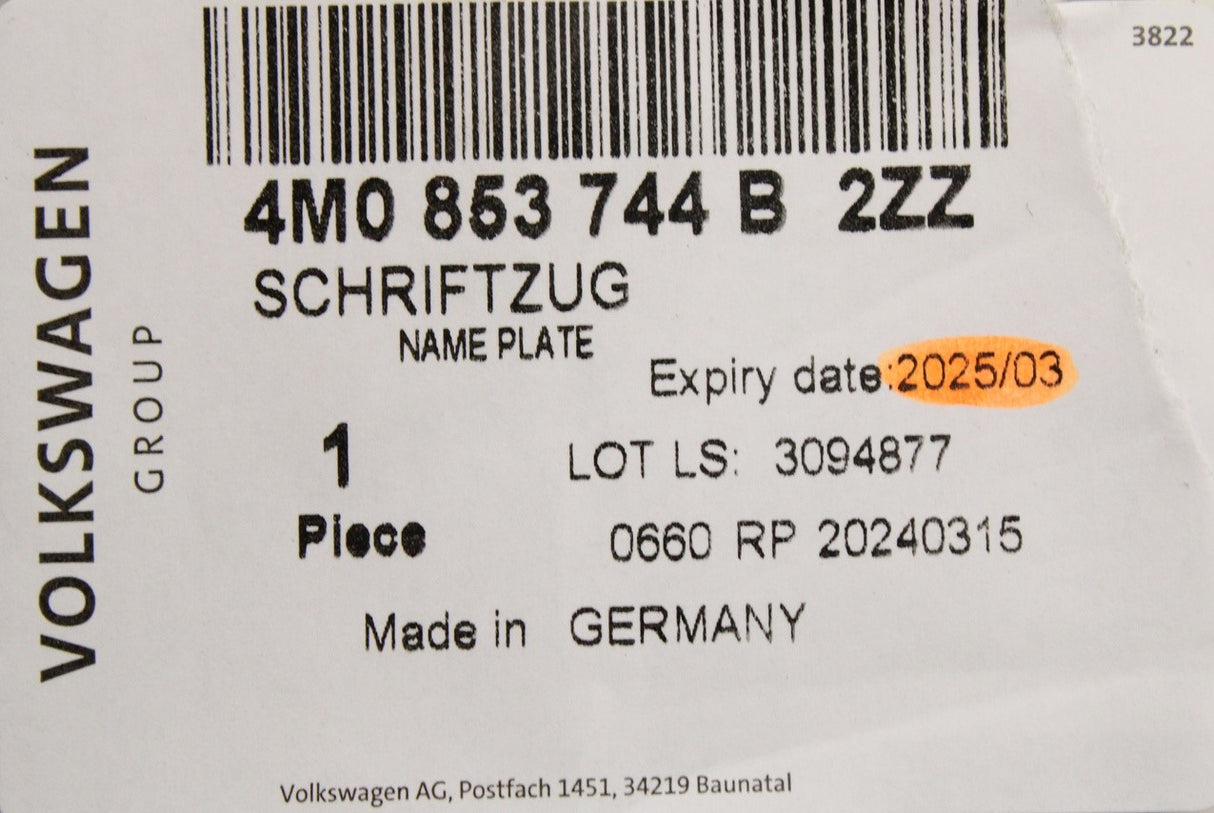 3822
VOLKSWAGEN
GROUP
4M0 853 744 B 2ZZ
SCHRIFTZUG
NAME PLATE
Expiry date:2025/03
1
LOT LS: 3094877
Piece
0660 RP 20240315
Made in GERMANY
Volkswagen AG, Postfach 1451, 34219 Baunatal